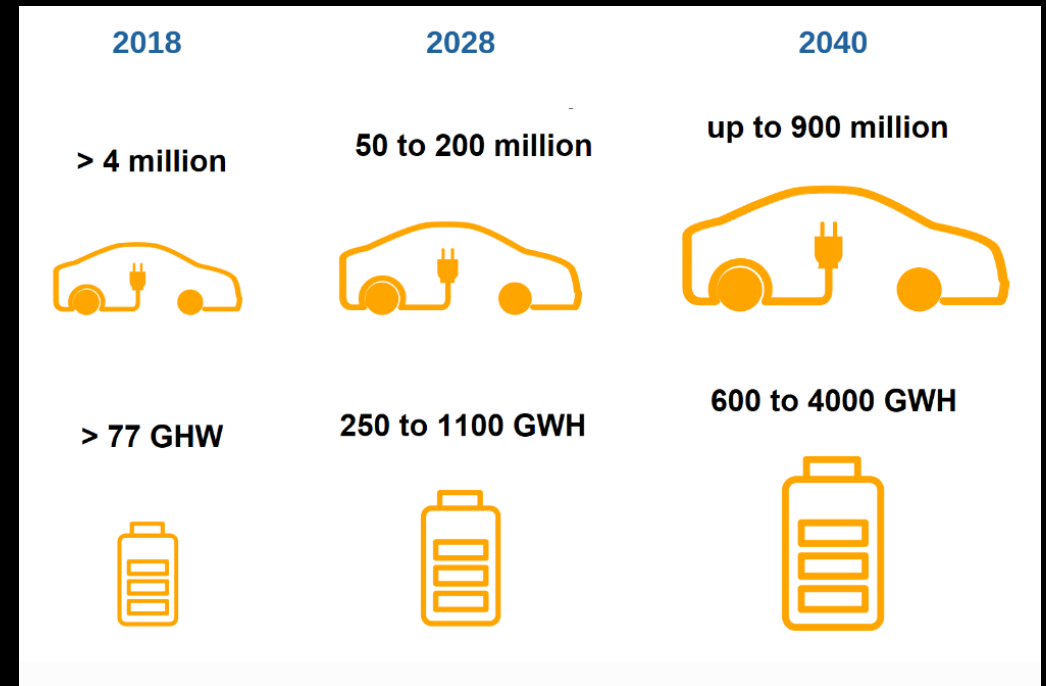 2018
2028
2040
> 4 million
50 to 200 million
up to 900 million
> 77 GHW
250 to 1100 GWH
600 to 4000 GWH